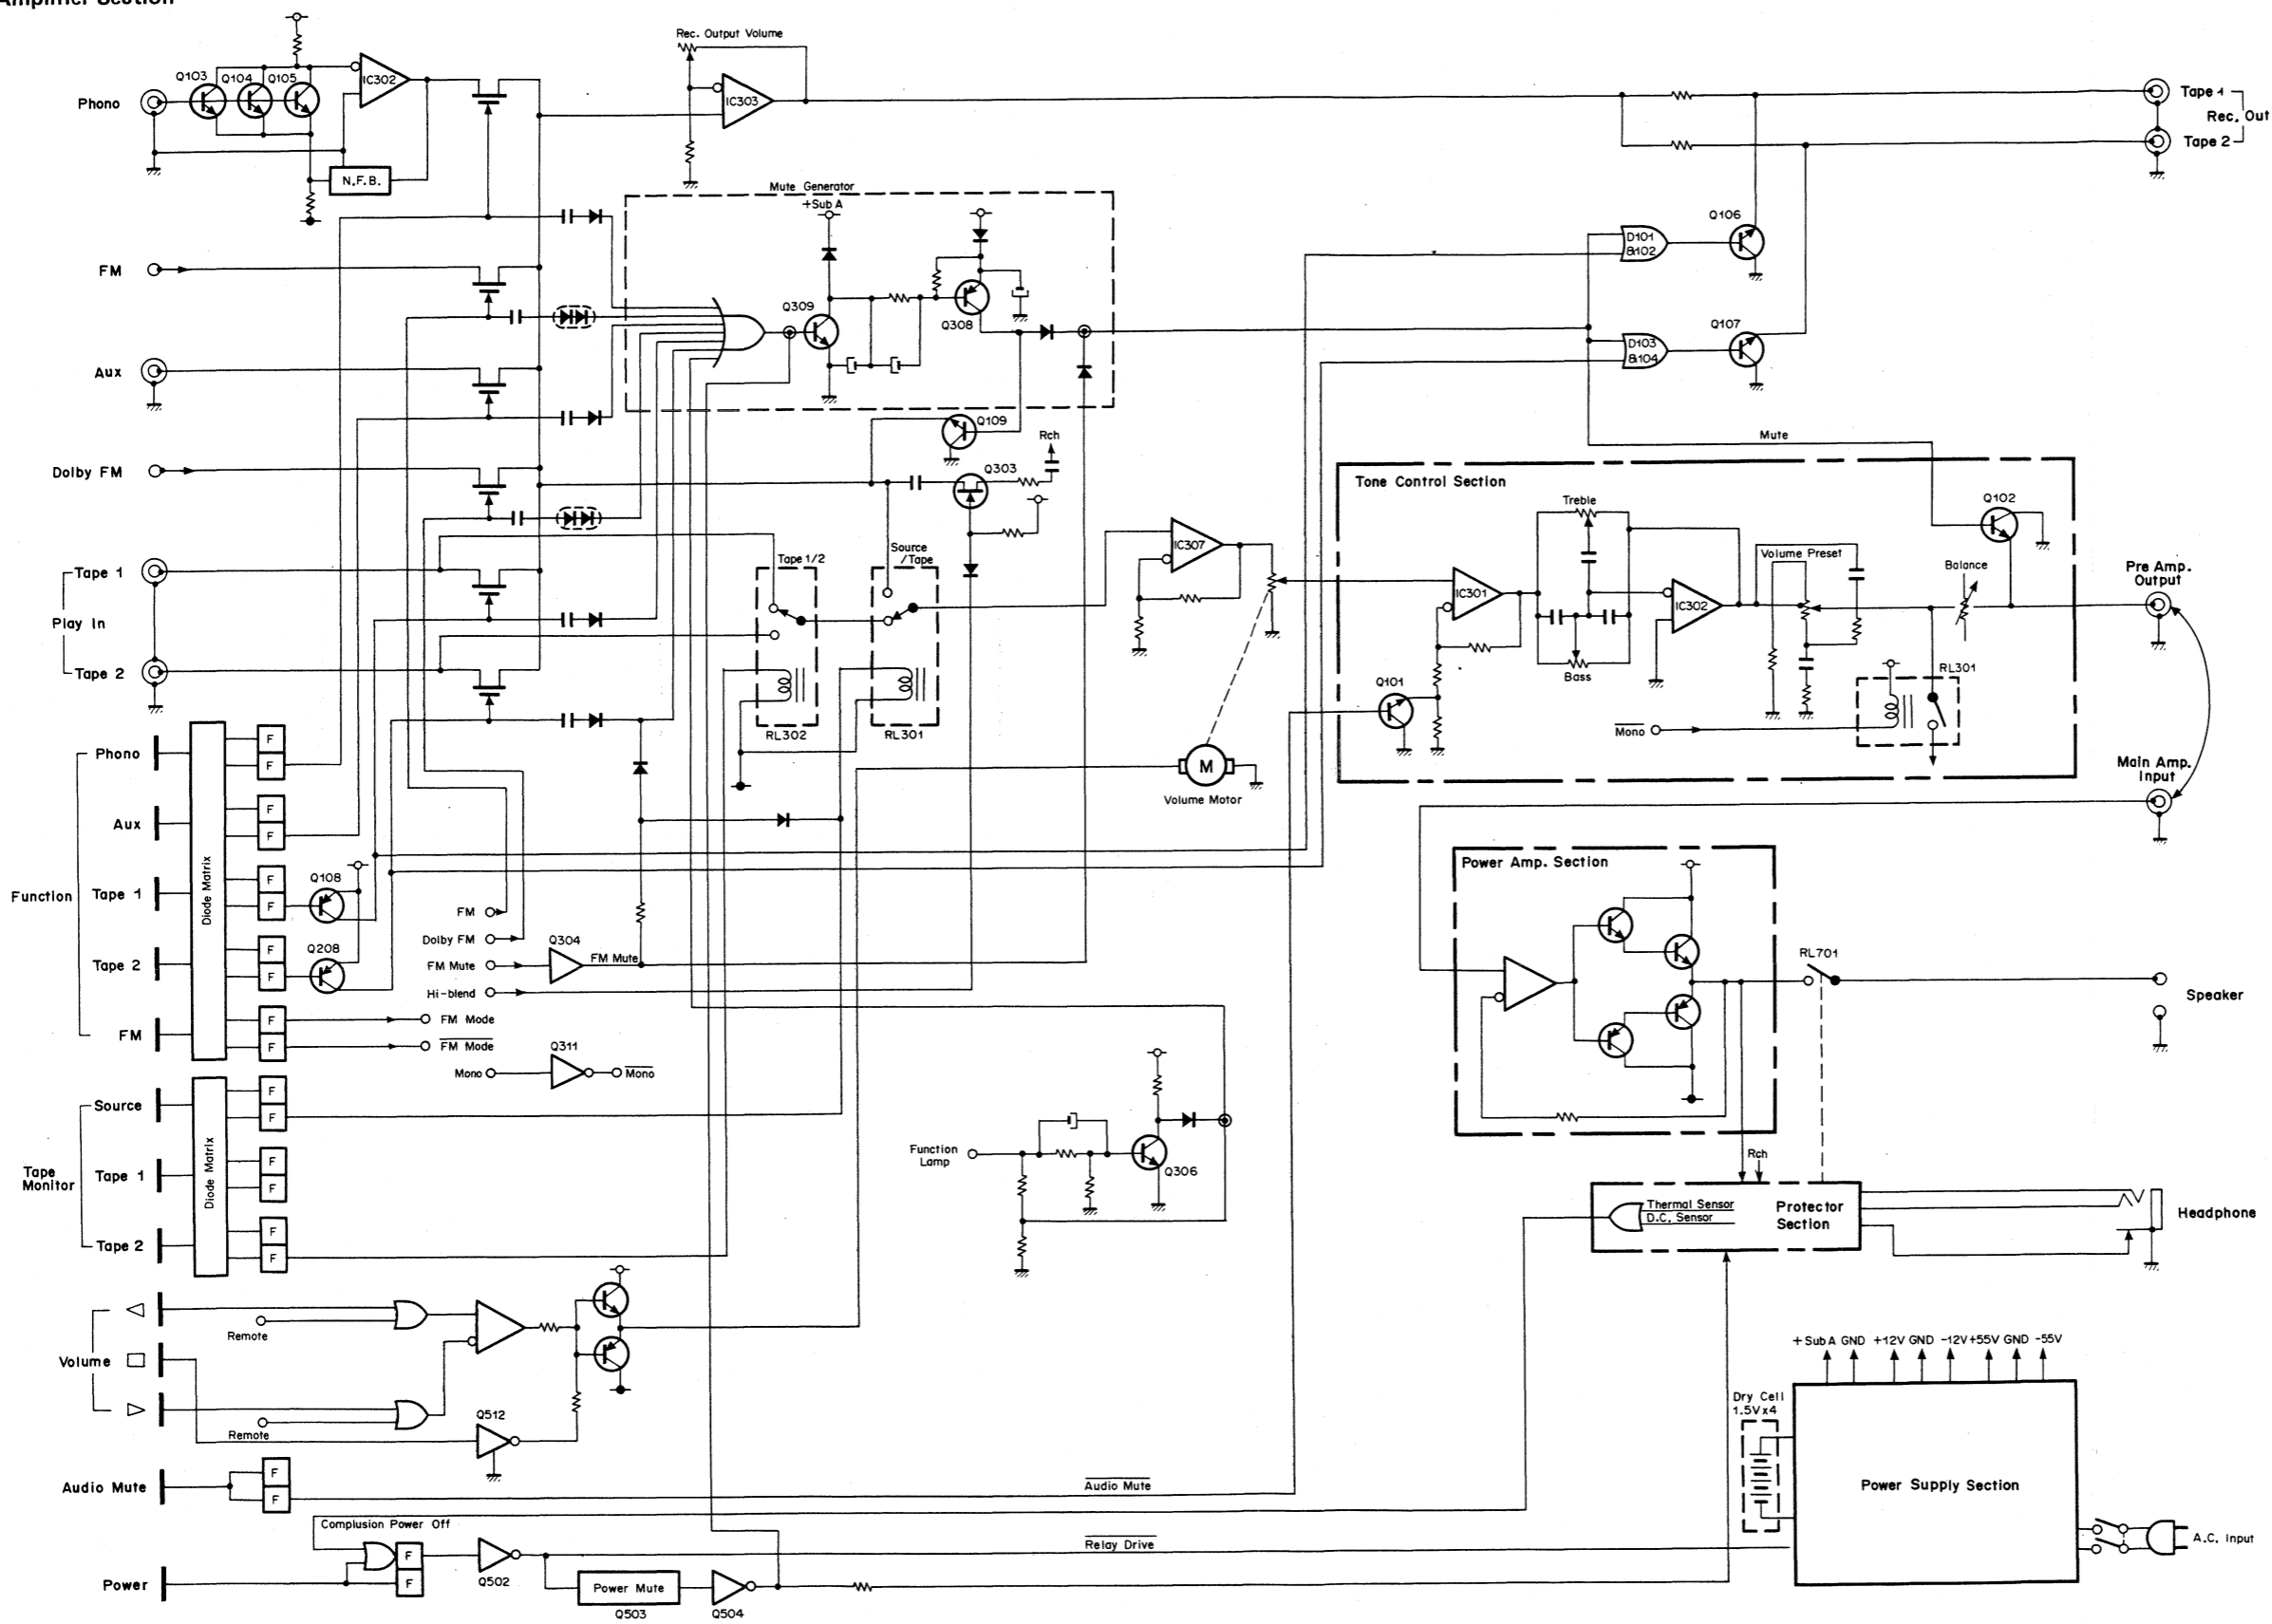 Amplifier Section
Phono
Q103
Q104
Q105
IC302
N.F.B.
Rec. Output Volume
IC303
Tape 1
Rec. Out
Tape 2
Mute Generator
+Sub A
Q309
Q308
D101
&102
Q106
D103
&104
Q107
FM
Aux
Dolby FM
Q109
Rch
Q303
Mute
Tone Control Section
Treble
Q102
Tape 1
Play In
Tape 2
Tape 1/2
Source
/Tape
IC307
IC301
IC302
Bass
Volume Preset
Balance
Pre Amp.
Output
RL302
RL301
Q101
RL301
Mono
M
Volume Motor
Main Amp.
Input
Function
Phono
Aux
Tape 1
Tape 2
FM
Diode Matrix
F
F
F
F
F
F
F
F
F
F
Q108
Q208
FM
Dolby FM
FM Mute
Q304
FM Mute
Hi-blend
FM Mode
FM Mode
Mono
Q311
Mono
Power Amp. Section
RL701
Speaker
Tape
Monitor
Source
Tape 1
Tape 2
Diode Matrix
F
F
F
F
F
F
Function
Lamp
Q306
Rch
Thermal Sensor
D.C. Sensor
Protector
Section
Headphone
Volume
Remote
Remote
Q512
+Sub A GND +12V GND -12V +55V GND -55V
Dry Cell
1.5Vx4
Power Supply Section
A.C. Input
Audio Mute
F
F
Audio Mute
Complusion Power Off
Power
F
F
Q502
Relay Drive
Power Mute
Q503
Q504